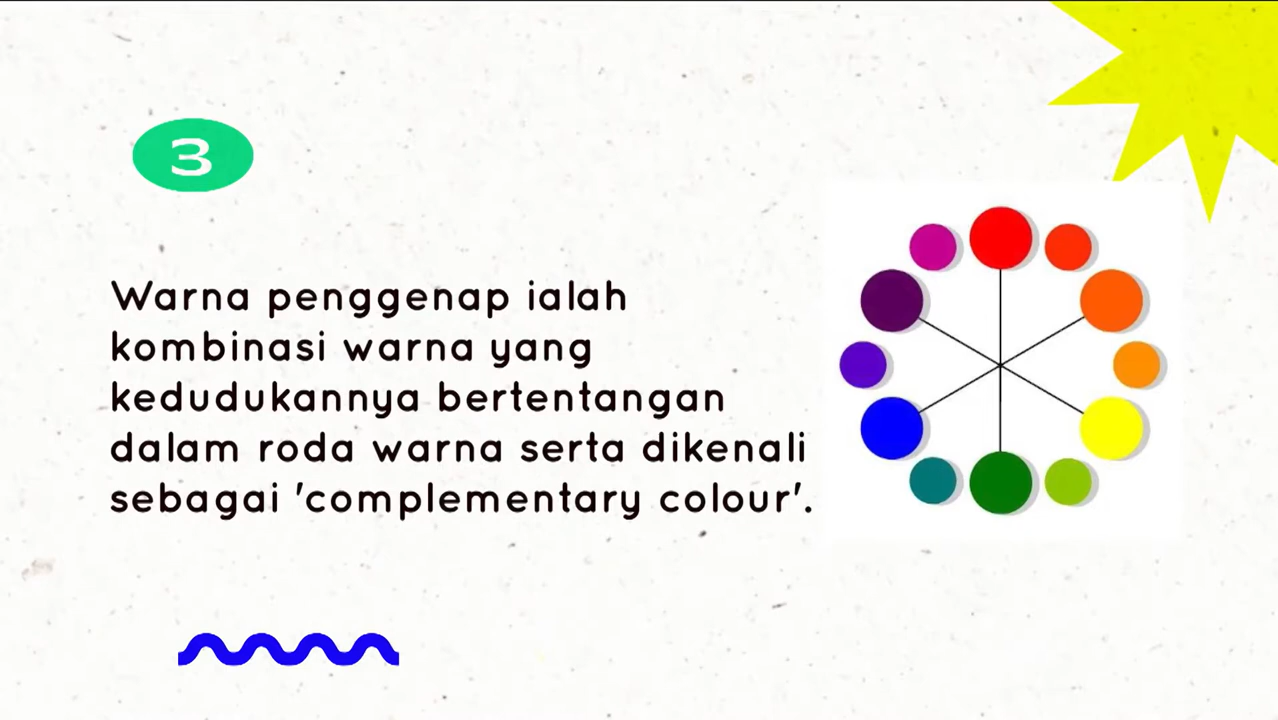 3
Warna penggenap ialah
kombinasi warna yang
kedudukannya bertentangan
dalam roda warna serta dikenali
sebagai 'complementary colour'.